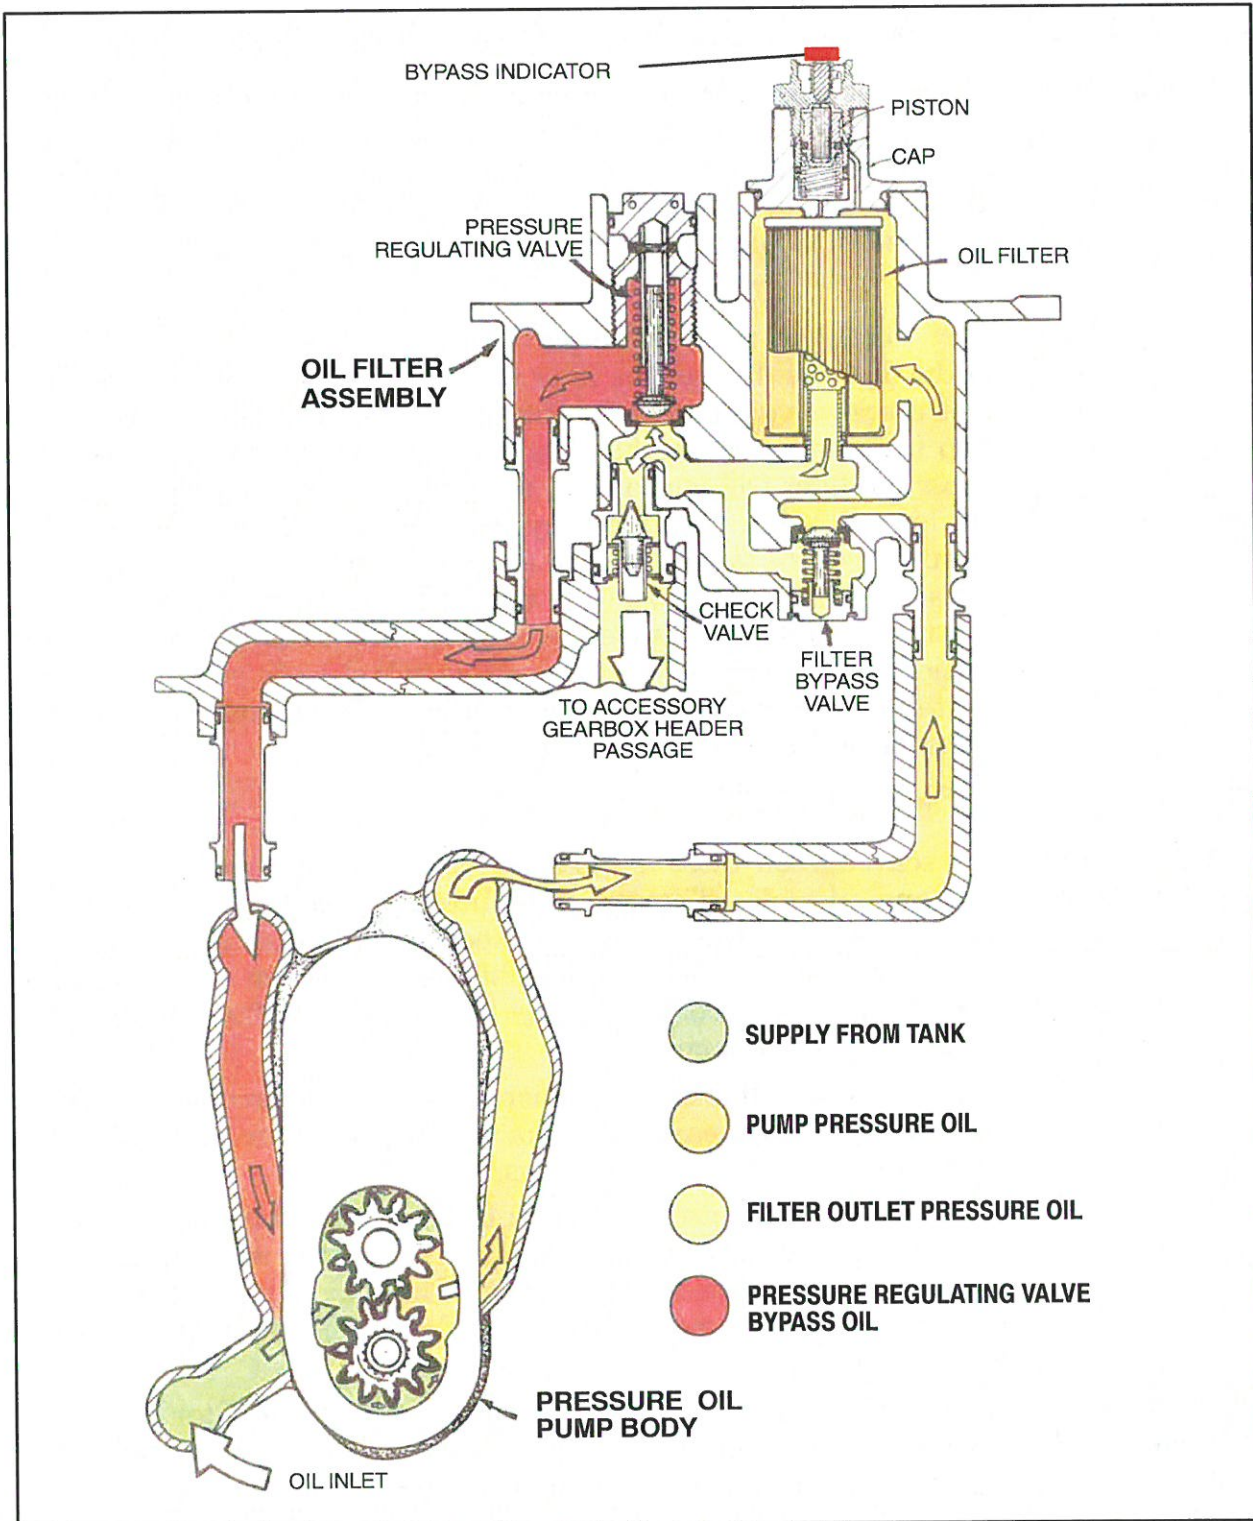 BYPASS INDICATOR
PISTON
CAP
PRESSURE
REGULATING VALVE
OIL FILTER
OIL FILTER
ASSEMBLY
CHECK
VALVE
FILTER
BYPASS
VALVE
TO ACCESSORY
GEARBOX HEADER
PASSAGE
SUPPLY FROM TANK
PUMP PRESSURE OIL
FILTER OUTLET PRESSURE OIL
PRESSURE REGULATING VALVE
BYPASS OIL
PRESSURE OIL
PUMP BODY
OIL INLET